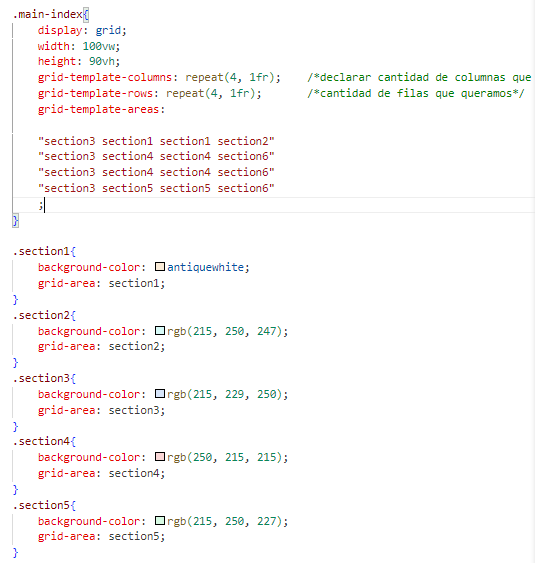 .main-index{
    display: grid;
    width: 100vw;
    height: 90vh;
    grid-template-columns: repeat(4, 1fr);    /*declarar cantidad de columnas que
    grid-template-rows: repeat(4, 1fr);       /*cantidad de filas que queramos*/
    grid-template-areas:

    "section3 section1 section1 section2"
    "section3 section4 section4 section6"
    "section3 section4 section4 section6"
    "section3 section5 section5 section6"
    ;
}

.section1{
    background-color: antiquewhite;
    grid-area: section1;
}
.section2{
    background-color: rgb(215, 250, 247);
    grid-area: section2;
}
.section3{
    background-color: rgb(215, 229, 250);
    grid-area: section3;
}
.section4{
    background-color: rgb(250, 215, 215);
    grid-area: section4;
}
.section5{
    background-color: rgb(215, 250, 227);
    grid-area: section5;
}